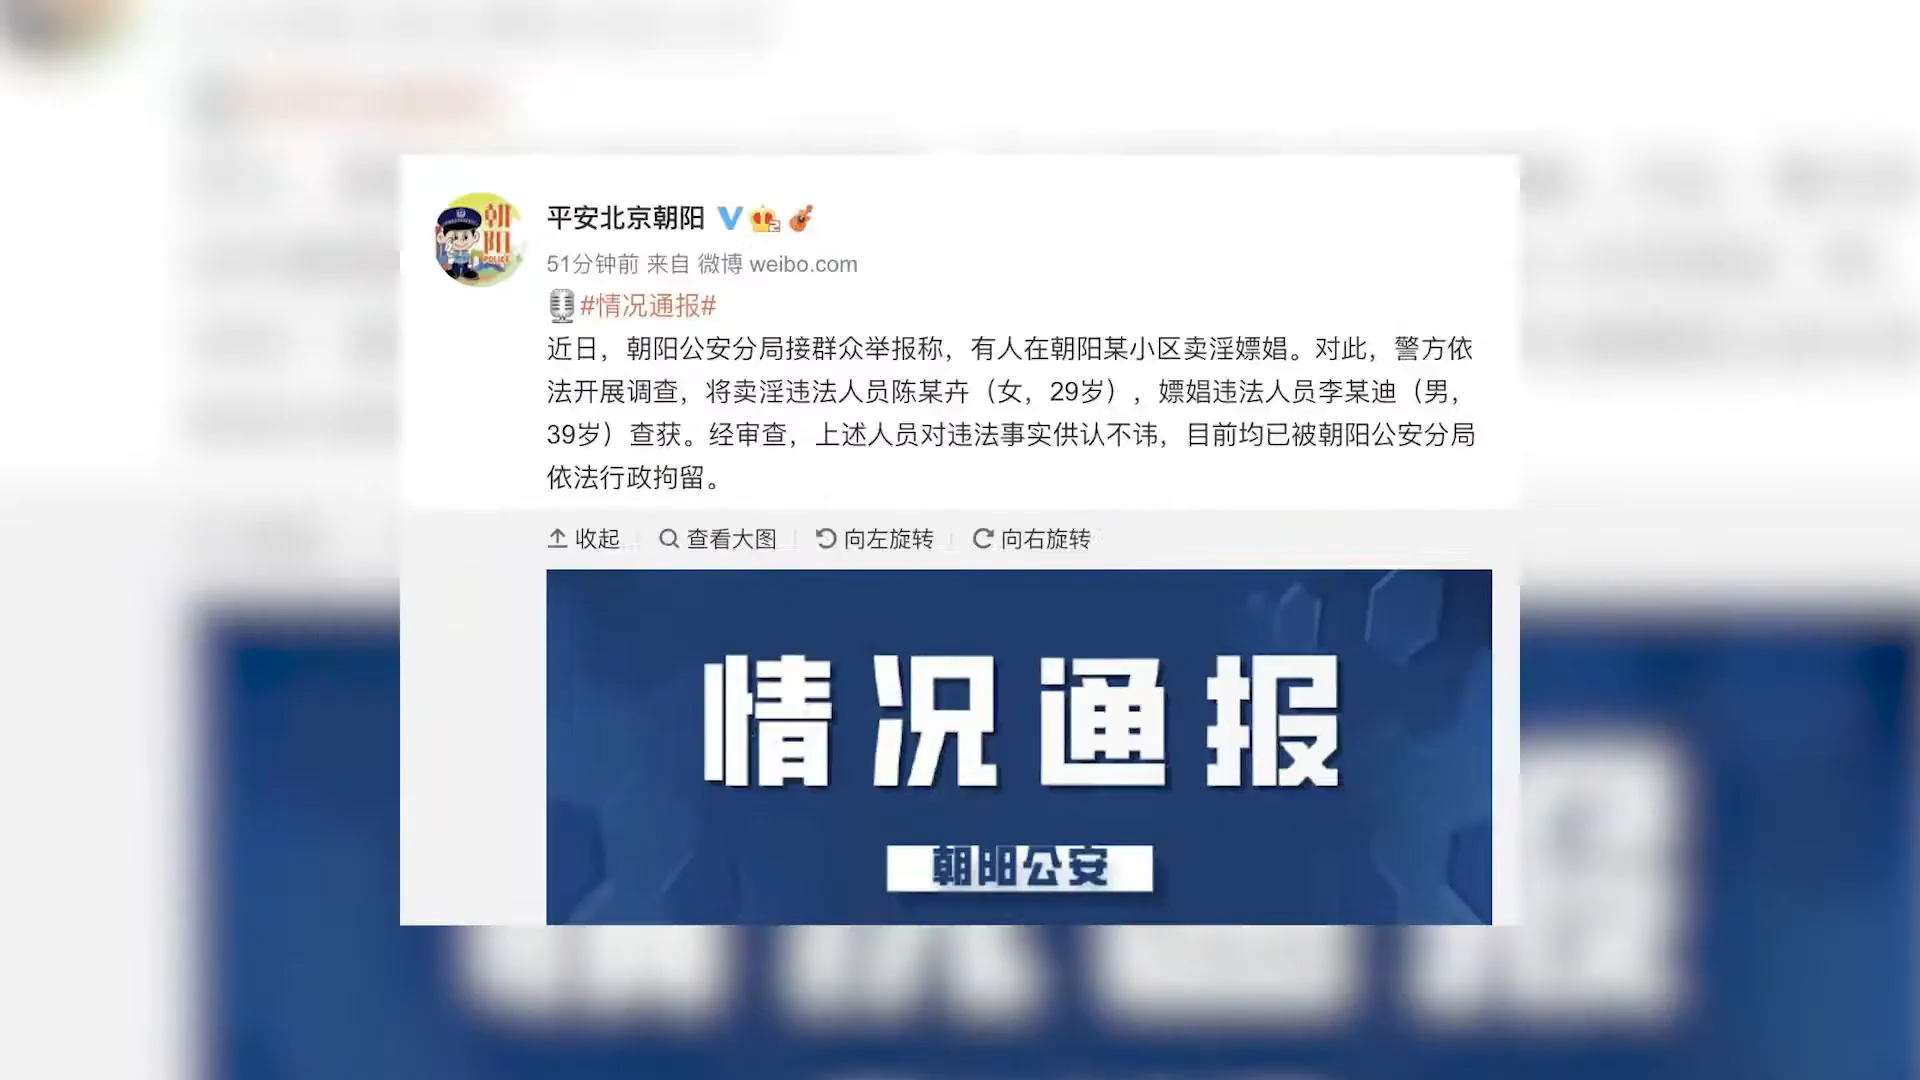 平安北京朝阳
51分钟前 来自 微博 weibo.com
#情况通报#
近日，朝阳公安分局接群众举报称，有人在朝阳某小区卖淫嫖娼。对此，警方依
法开展调查，将卖淫违法人员陈某卉（女，29岁），嫖娼违法人员李某迪（男，
39岁）查获。经审查，上述人员对违法事实供认不讳，目前均已被朝阳公安分局
依法行政拘留。
收起 查看大图 向左旋转 向右旋转
情况通报
朝阳公安
朝阳
POLICE